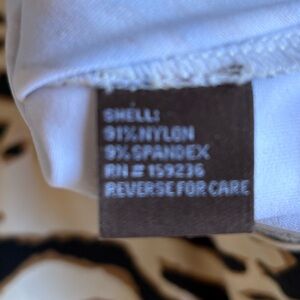 SHELL:
91% NYLON
9% SPANDEX
RN# 159236
REVERSE FOR CARE